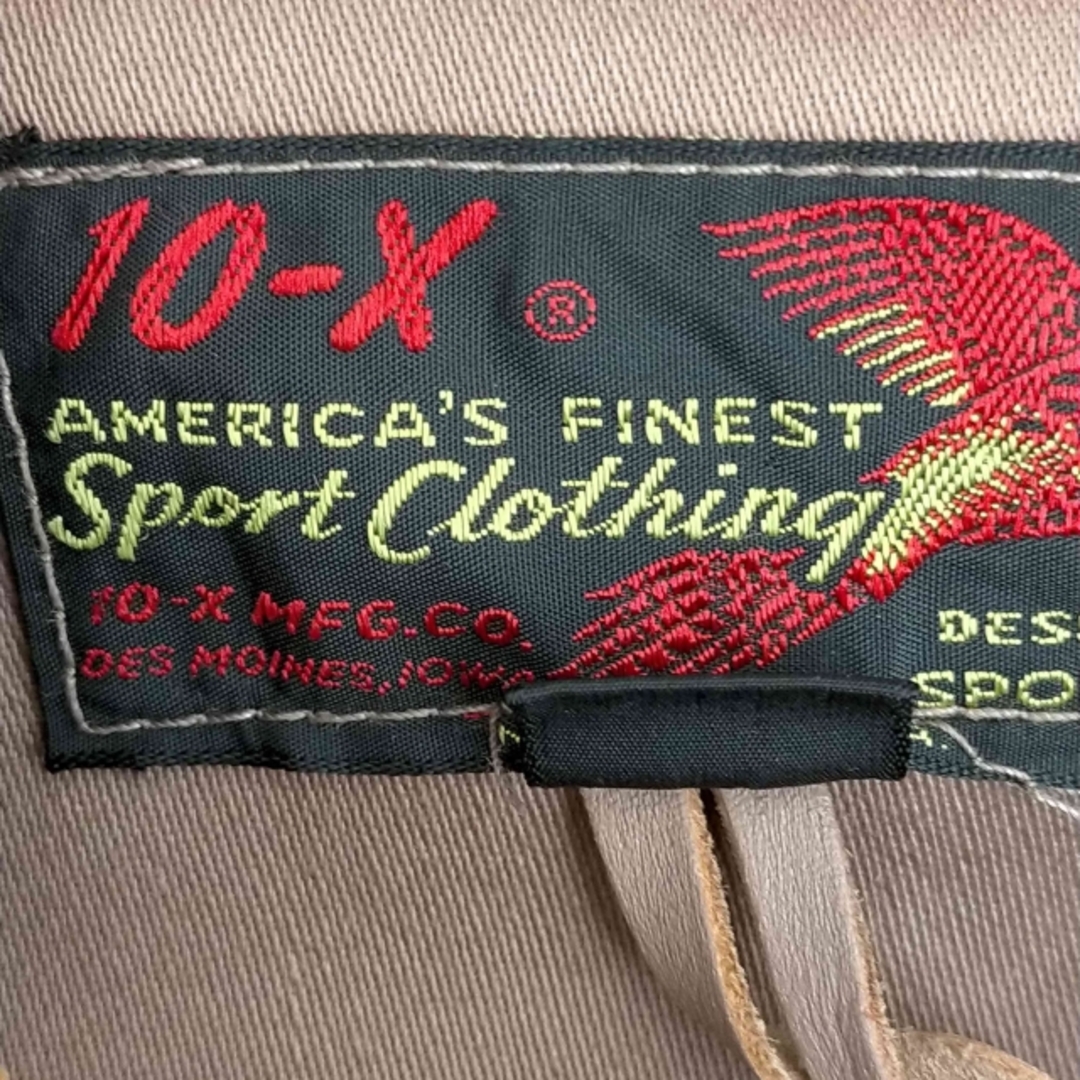 10-X ®
AMERICA'S FINEST
Sport Clothing
10-X MFG.CO.
DES MOINES, IOWA
DES
SPO
A.